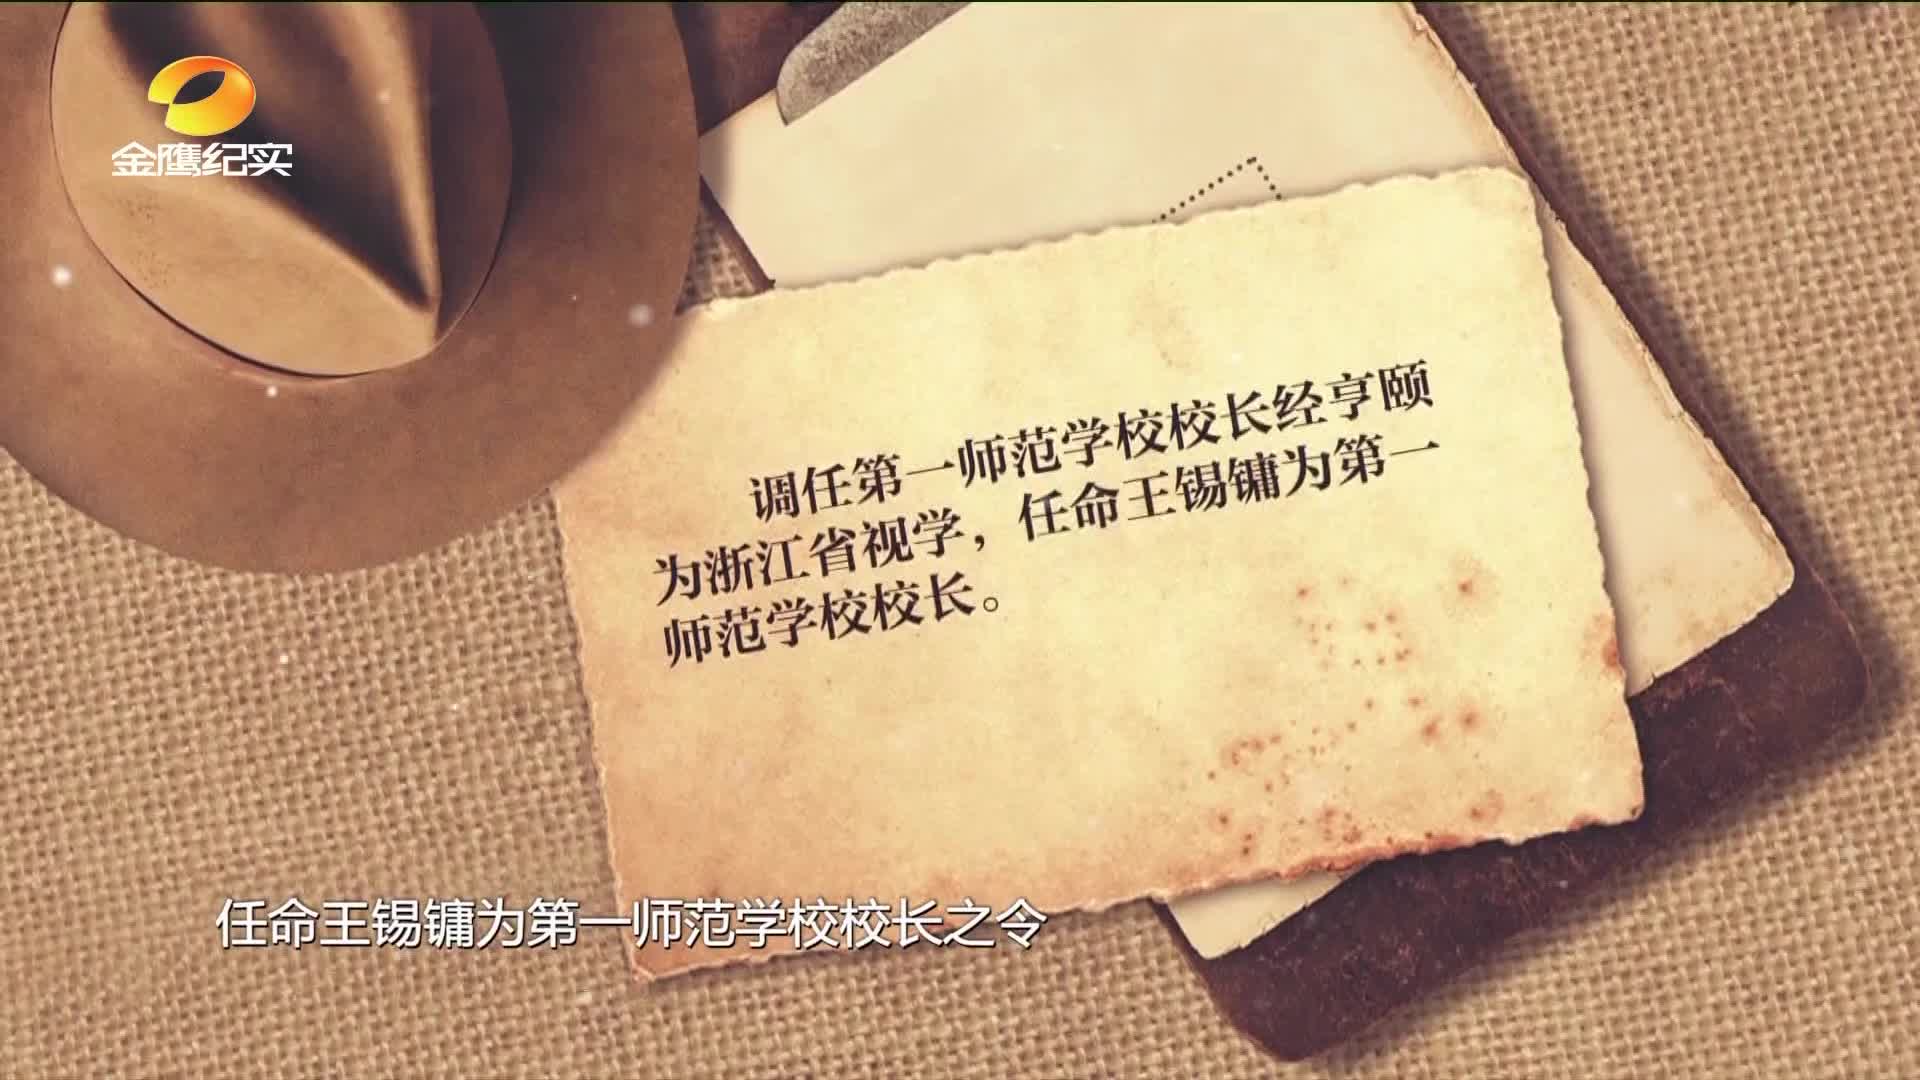 金鹰纪实
调任第一师范学校校长经亨颐
为浙江省视学，任命王锡镛为第一
师范学校校长。
任命王锡镛为第一师范学校校长之令